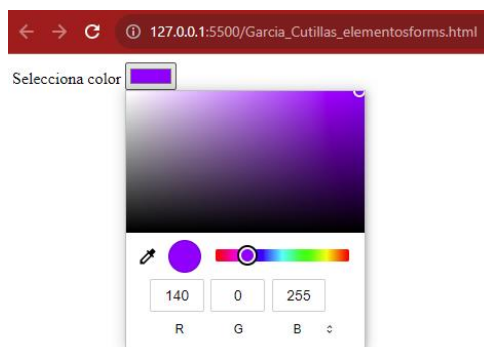 127.0.0.1:5500/Garcia_Cutillas_elementosforms.html
Selecciona color
140 0 255
R G B